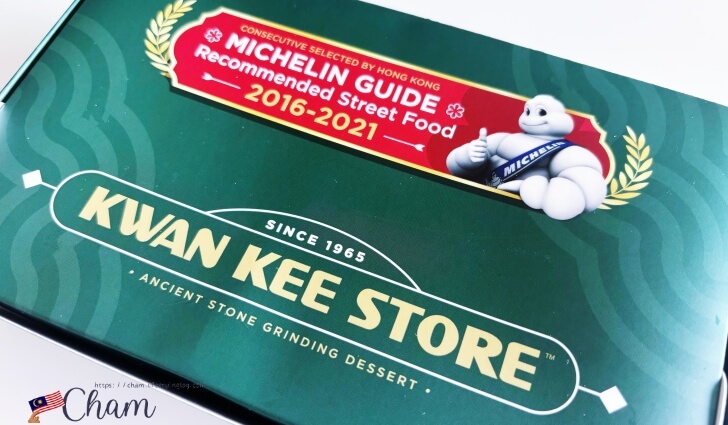 CONSECUTIVE SELECTED BY HONG KONG
MICHELIN GUIDE
Recommended Street Food
2016-2021
MICHELIN
SINCE 1965
KWAN KEE STORE™
• ANCIENT STONE GRINDING DESSERT •
Cham